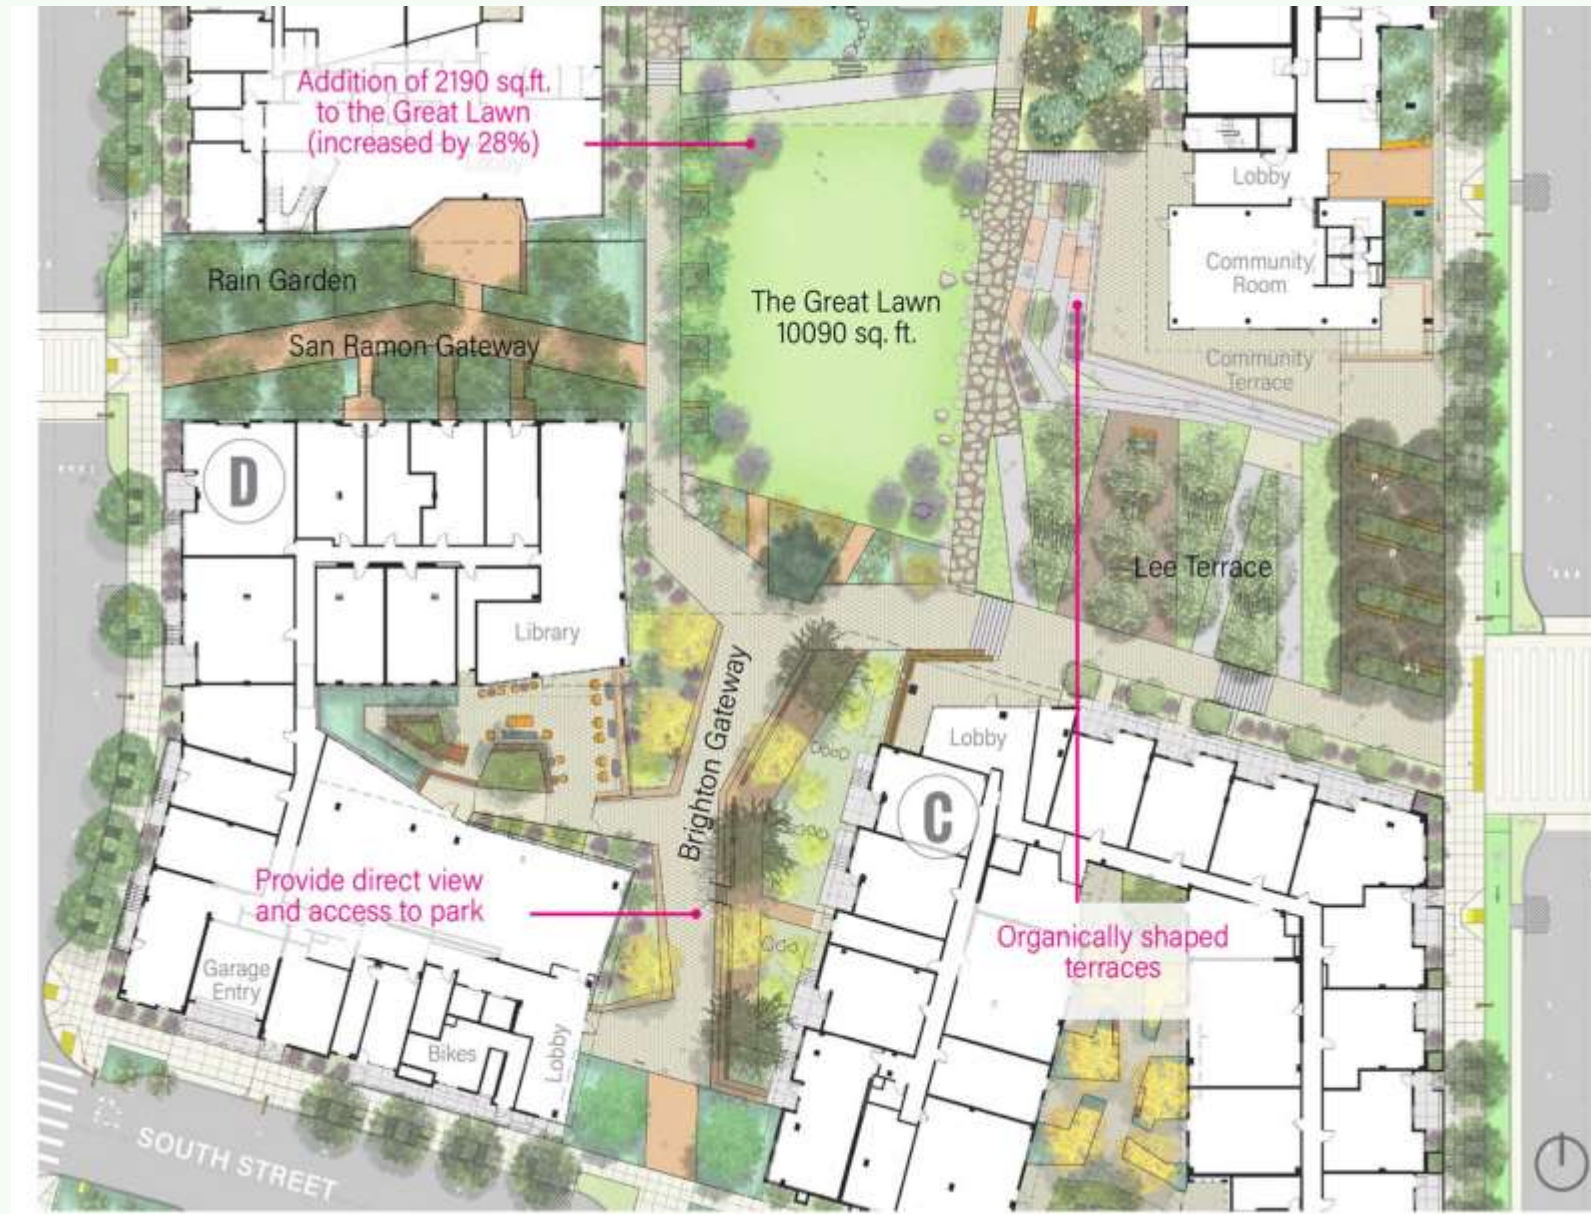 Addition of 2190 sq.ft.
to the Great Lawn
(increased by 28%)
Lobby
Community
Room
Rain Garden
The Great Lawn
10090 sq. ft.
San Ramon Gateway
Community
Terrace
D
Lee Terrace
Library
Brighton Gateway
Lobby
C
Provide direct view
and access to park
Organically shaped
terraces
Garage
Entry
Bikes
Lobby
SOUTH STREET